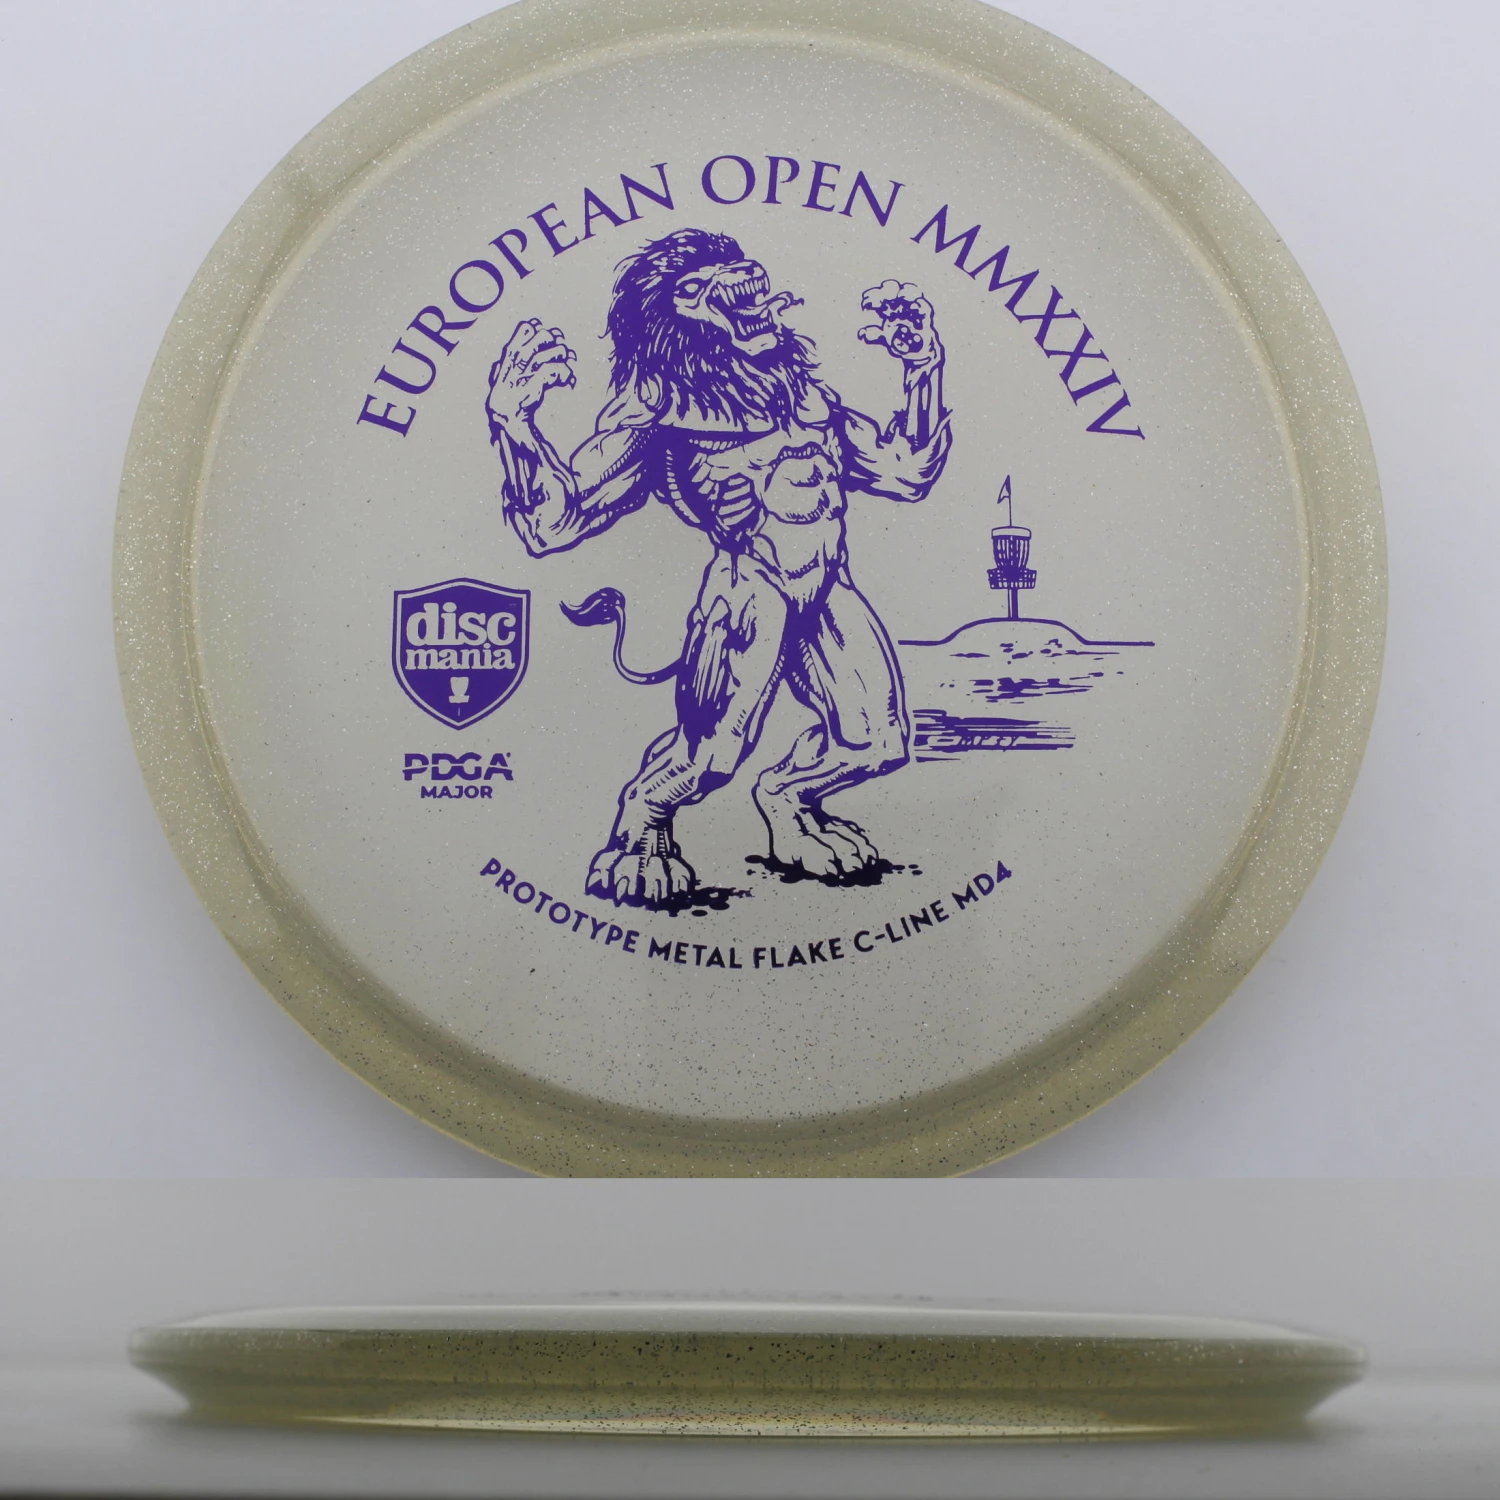 EUROPEAN OPEN MMXXIV
disc
mania
PDGA
MAJOR
PROTOTYPE METAL FLAKE C-LINE MD4